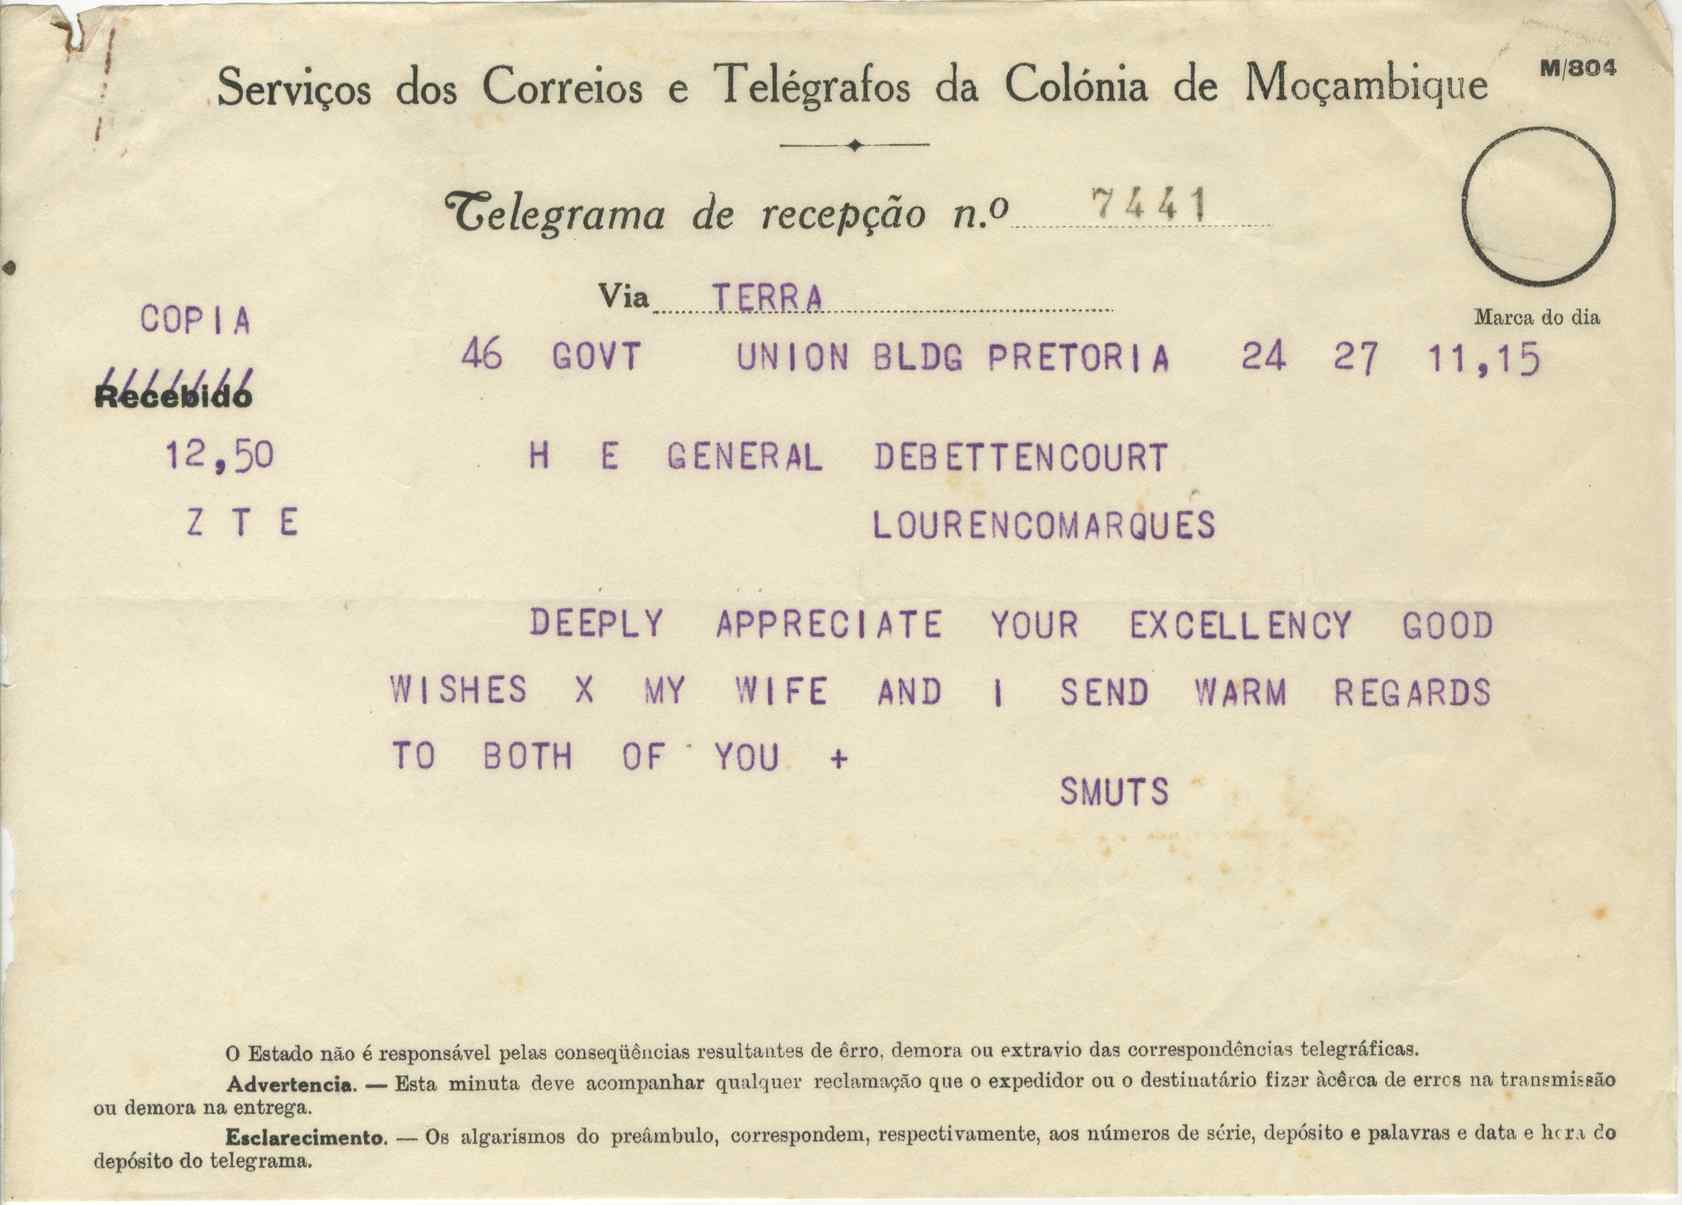 Serviços dos Correios e Telégrafos da Colónia de Moçambique
M/804
Telegrama de recepção n.º 7441
Via TERRA
Marca do dia
COPIA
46 GOVT UNION BLDG PRETORIA 24 27 11,15
Recebido
12,50
H E GENERAL DEBETTENCOURT
Z T E
LOURENCOMARQUES
DEEPLY APPRECIATE YOUR EXCELLENCY GOOD
WISHES X MY WIFE AND I SEND WARM REGARDS
TO BOTH OF YOU +
SMUTS
O Estado não é responsável pelas conseqüências resultantes de êrro, demora ou extravio das correspondências telegráficas.
Advertencia. — Esta minuta deve acompanhar qualquer reclamação que o expedidor ou o destinatário fizer àcêrca de erros na transmissão
ou demora na entrega.
Esclarecimento. — Os algarismos do preâmbulo, correspondem, respectivamente, aos números de série, depósito e palavras e data e hora do
depósito do telegrama.